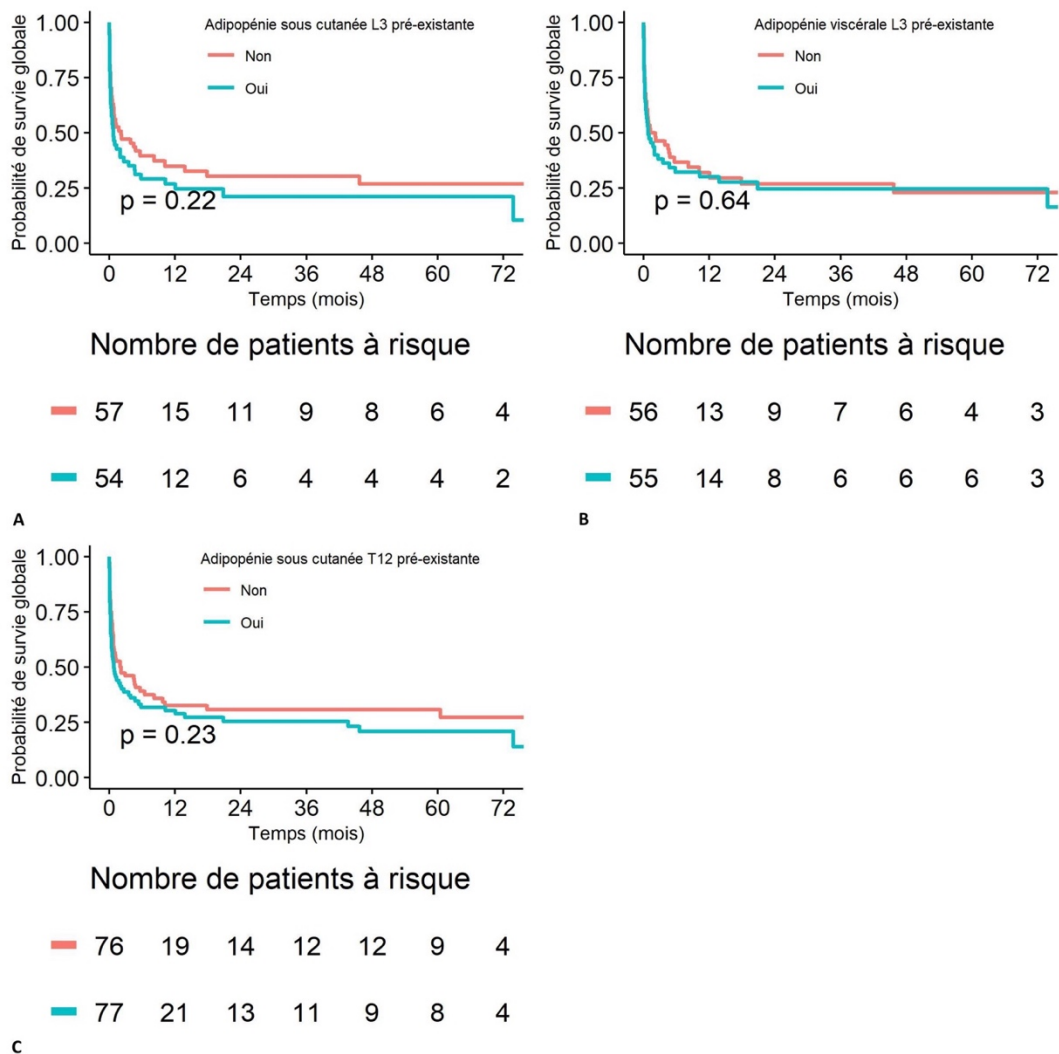 Adipopénie sous cutanée L3 pré-existante
Non
Oui
Probabilité de survie globale
1.00
0.75
0.50
0.25
0.00
p = 0.22
0 12 24 36 48 60 72
Temps (mois)
Nombre de patients à risque
57 15 11 9 8 6 4
54 12 6 4 4 4 2
A
Adipopénie viscérale L3 pré-existante
Non
Oui
Probabilité de survie globale
1.00
0.75
0.50
0.25
0.00
p = 0.64
0 12 24 36 48 60 72
Temps (mois)
Nombre de patients à risque
56 13 9 7 6 4 3
55 14 8 6 6 6 3
B
Adipopénie sous cutanée T12 pré-existante
Non
Oui
Probabilité de survie globale
1.00
0.75
0.50
0.25
0.00
p = 0.23
0 12 24 36 48 60 72
Temps (mois)
Nombre de patients à risque
76 19 14 12 12 9 4
77 21 13 11 9 8 4
C